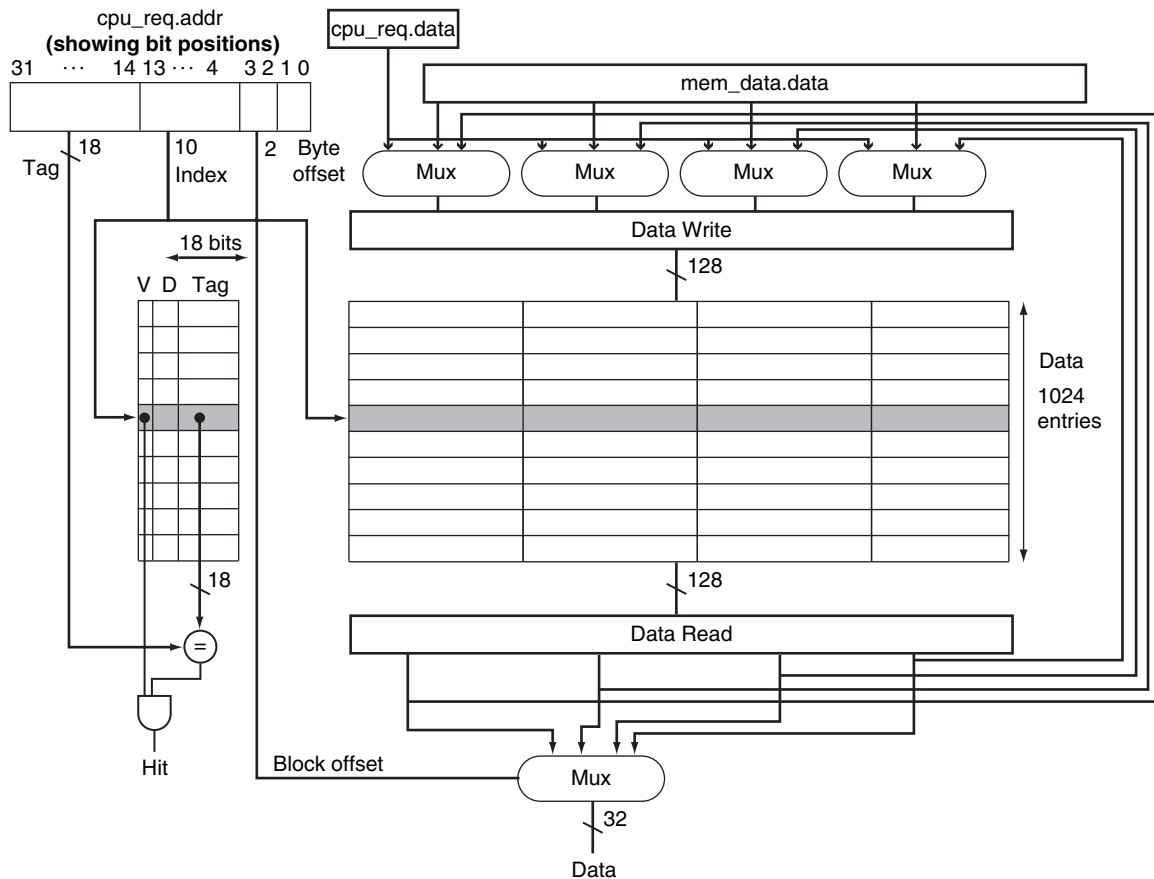 cpu_req.addr
(showing bit positions)
31 ··· 14 13 ··· 4 3 2 1 0
cpu_req.data
mem_data.data
Tag
18
10
Index
2
Byte
offset
Mux
Mux
Mux
Mux
Data Write
128
18 bits
V D Tag
Data
1024
entries
18
128
=
Data Read
Hit
Block offset
Mux
32
Data